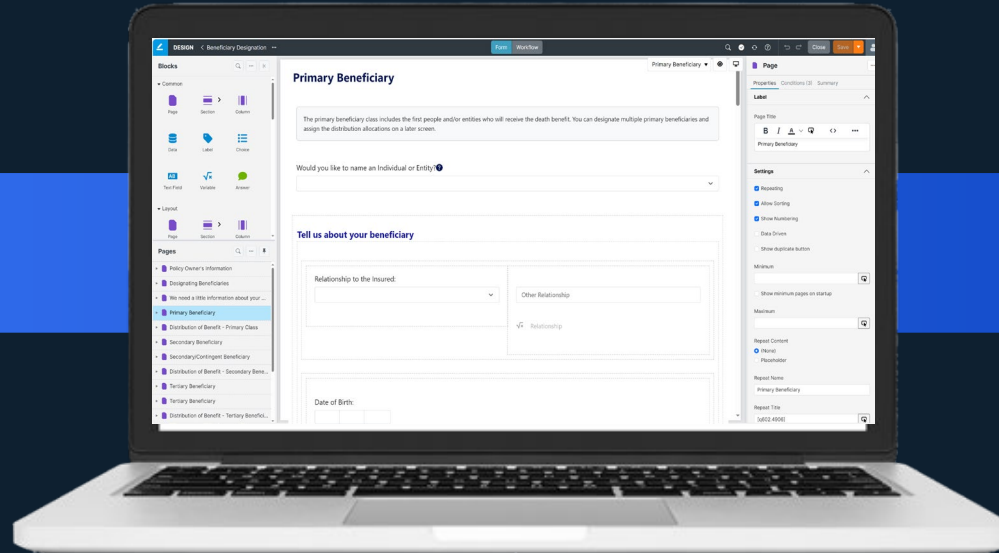 DESIGN < Beneficiary Designation ···
Form Workflow
Close Save
Blocks
Common
Page Section Column
Data Label Choice
Text Field Variable Answer
Layout
Page Section Column
Pages
Policy Owner's Information
Designating Beneficiaries
We need a little information about your ...
Primary Beneficiary
Distribution of Benefit - Primary Class
Secondary Beneficiary
Secondary/Contingent Beneficiary
Distribution of Benefit - Secondary Bene...
Tertiary Beneficiary
Tertiary Beneficiary
Distribution of Benefit - Tertiary Benefici...
Primary Beneficiary
Primary Beneficiary
The primary beneficiary class includes the first people and/or entities who will receive the death benefit. You can designate multiple primary beneficiaries and
assign the distribution allocations on a later screen.
Would you like to name an Individual or Entity?
Tell us about your beneficiary
Relationship to the Insured:
Other Relationship
Relationship
Date of Birth:
Page
Properties Conditions (3) Summary
Label
Page Title
B I A <> ···
Primary Beneficiary
Settings
Repeating
Allow Sorting
Show Numbering
Data Driven
Show duplicate button
Minimum
Show minimum pages on startup
Maximum
Repeat Content
(None)
Placeholder
Repeat Name
Primary Beneficiary
Repeat Title